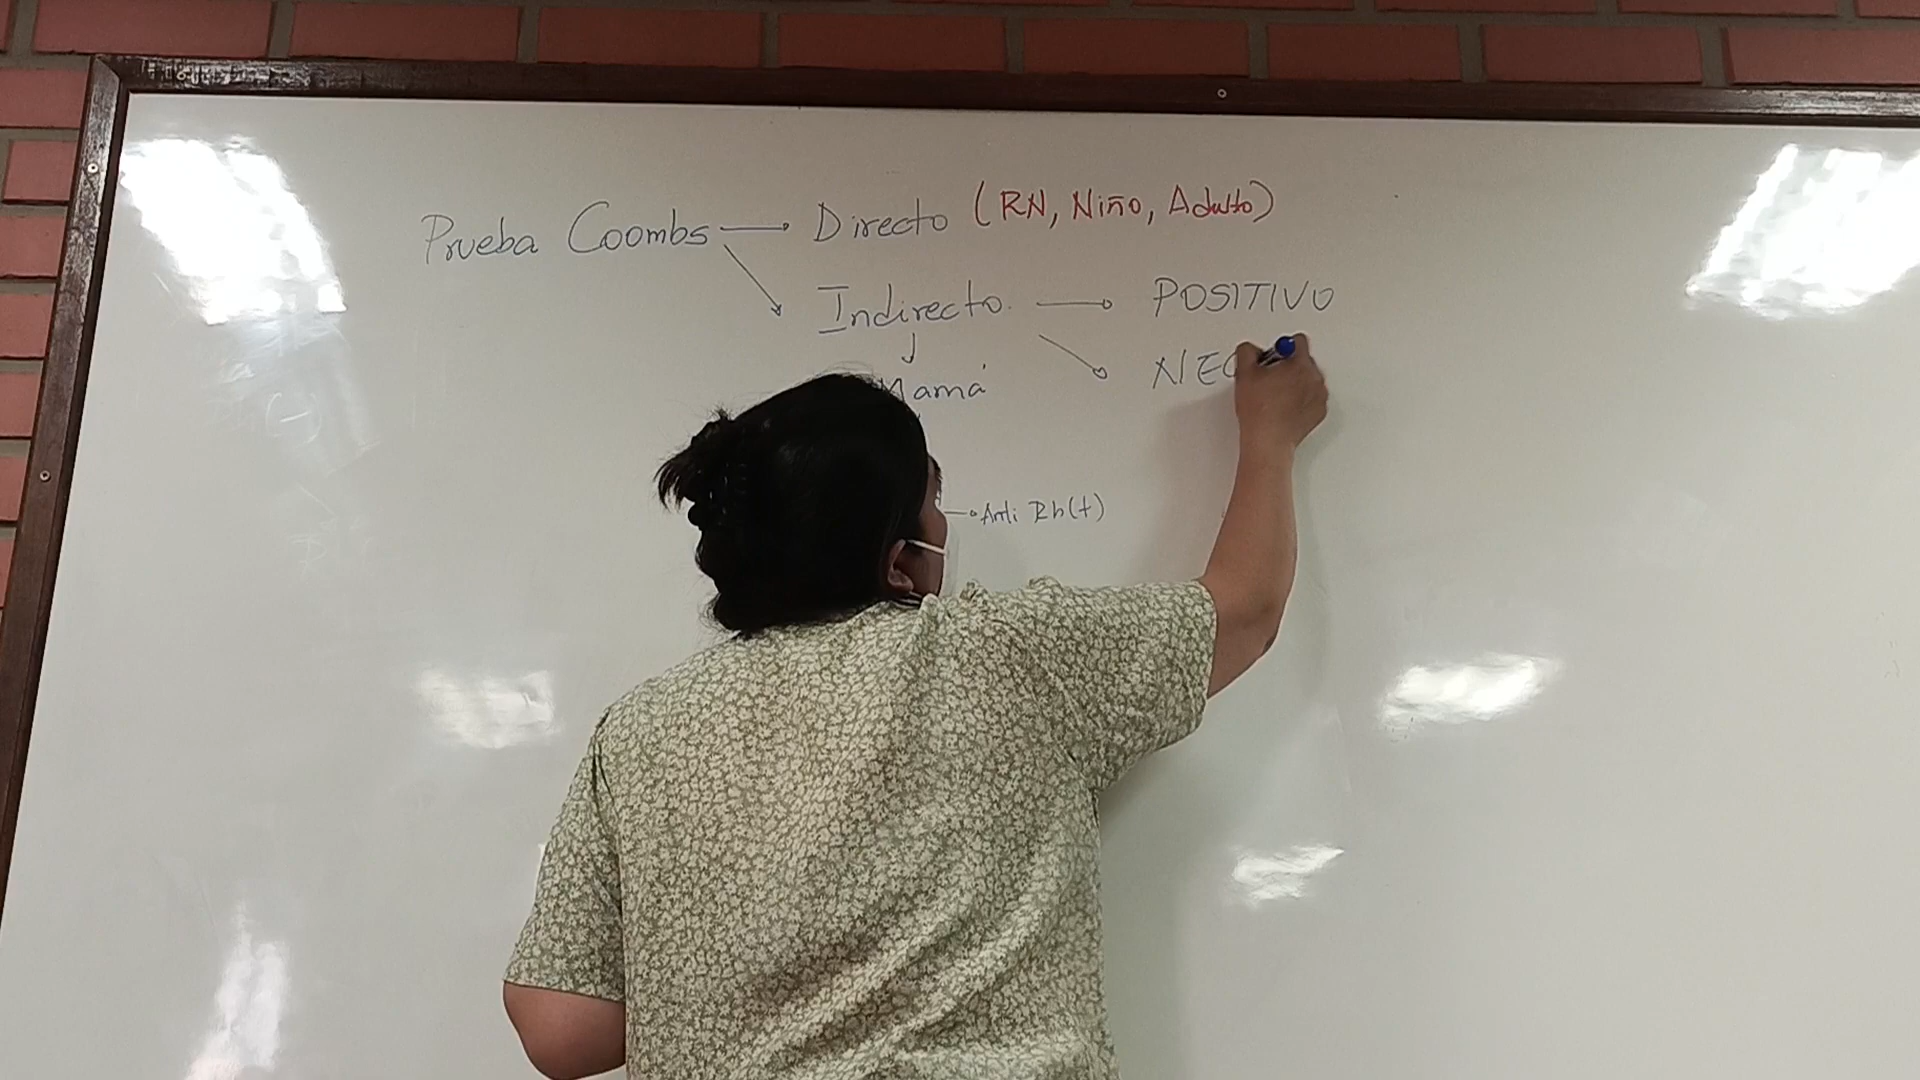 Prueba Coombs → Directo (RN, Niño, Adulto)
Indirecto → POSITIVO
NEG
Mamá
Anti Rh(+)